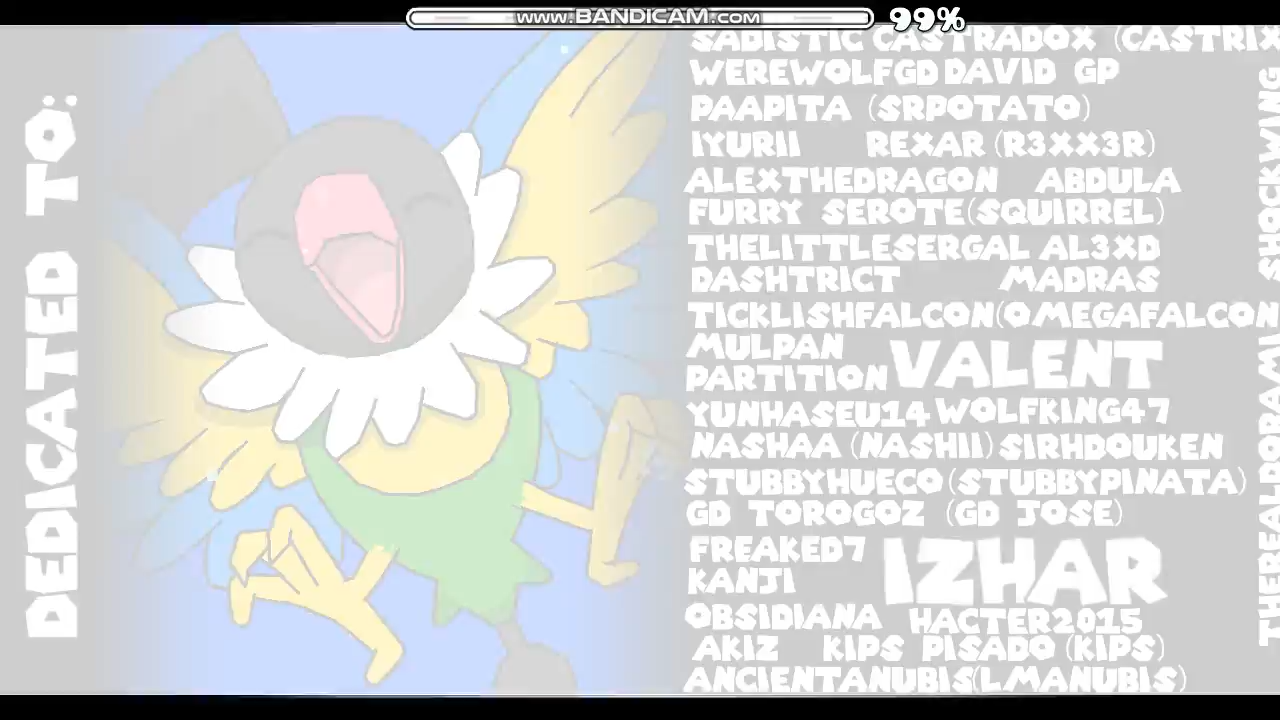 WWW.BANDICAM.COM 99%
DEDICATED TO:
SADISTIC CASTRADOX (CASTRIX
WEREWOLFGD DAVID GP
PAAPITA (SRPOTATO)
IYURII REXAR (R3XX3R)
ALEXTHEDRAGON ABDULA
FURRY SEROTE(SQUIRREL)
THELITTLESERGAL AL3XD
DASHTRICT MADRAS
TICKLISHFALCON(OMEGAFALCON
MULPAN
PARTITION VALENT
YUNHASEU14 WOLFKING47
NASHAA (NASHII) SIRHDOUKEN
STUBBYHUECO (STUBBYPINATA)
GD TOROGOZ (GD JOSE)
FREAKED7
KANJI IZHAR
OBSIDIANA HACTER2015
AKIZ KIPS PISADO (KIPS)
ANCIENTANUBIS(LMANUBIS)
SHOCKWING